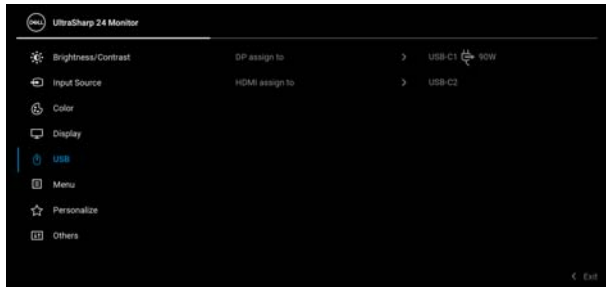 DELL UltraSharp 24 Monitor
Brightness/Contrast DP assign to > USB-C1 90W
Input Source HDMI assign to > USB-C2
Color
Display
USB
Menu
Personalize
Others
< Exit